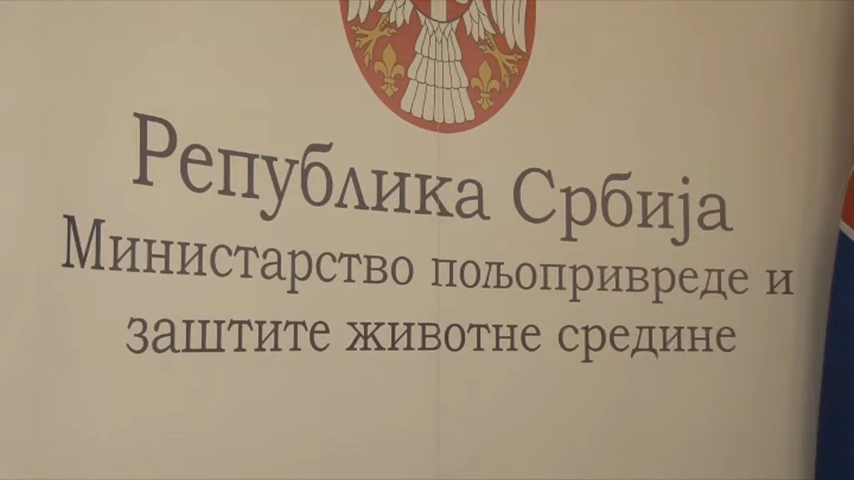 Република Србија
Министарство пољопривреде и
заштите животне средине